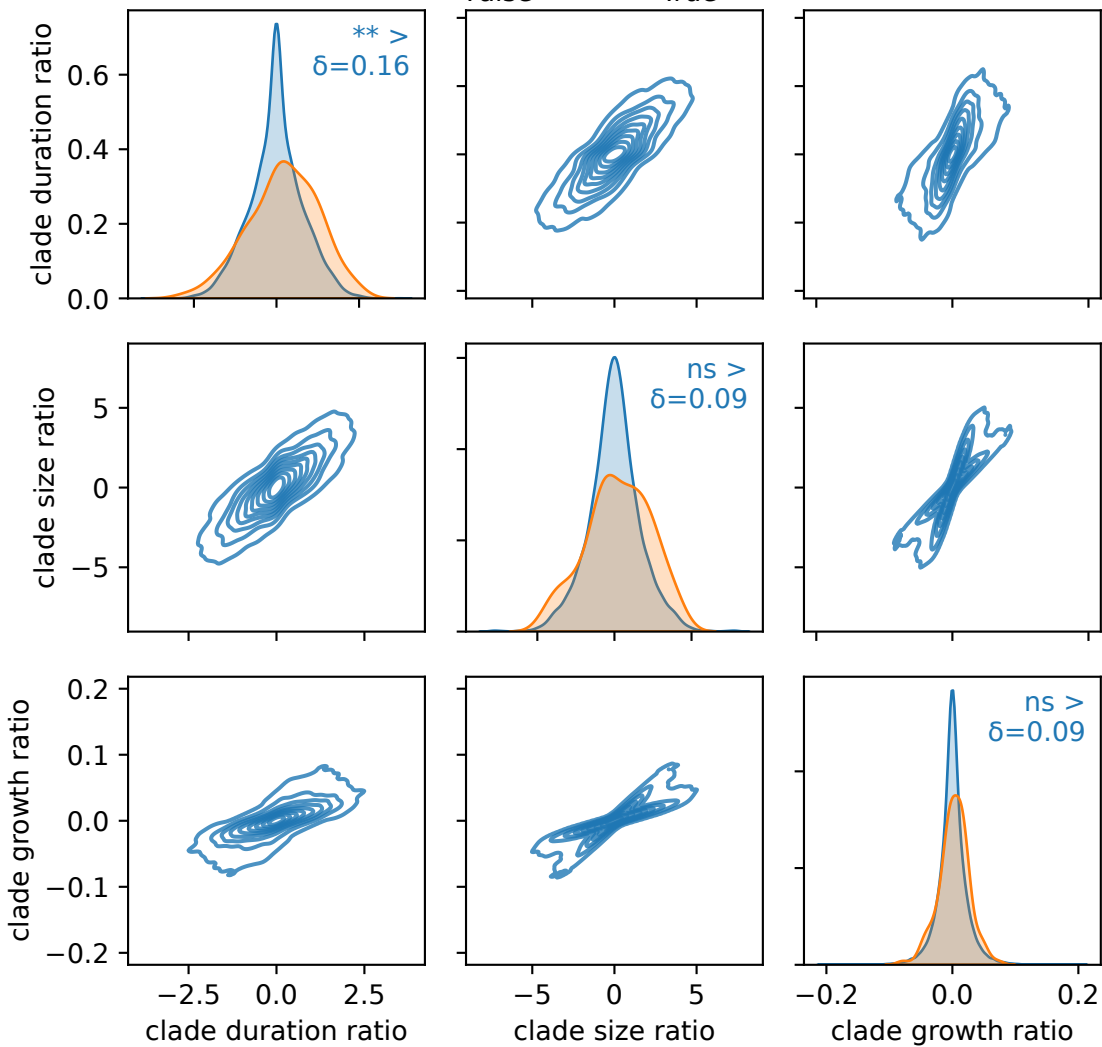 clade duration ratio
0.6
0.4
0.2
0.0
** >
δ=0.16
clade size ratio
5
0
−5
ns >
δ=0.09
clade growth ratio
0.2
0.1
0.0
−0.1
−0.2
ns >
δ=0.09
−2.5 0.0 2.5
clade duration ratio
−5 0 5
clade size ratio
−0.2 0.0 0.2
clade growth ratio